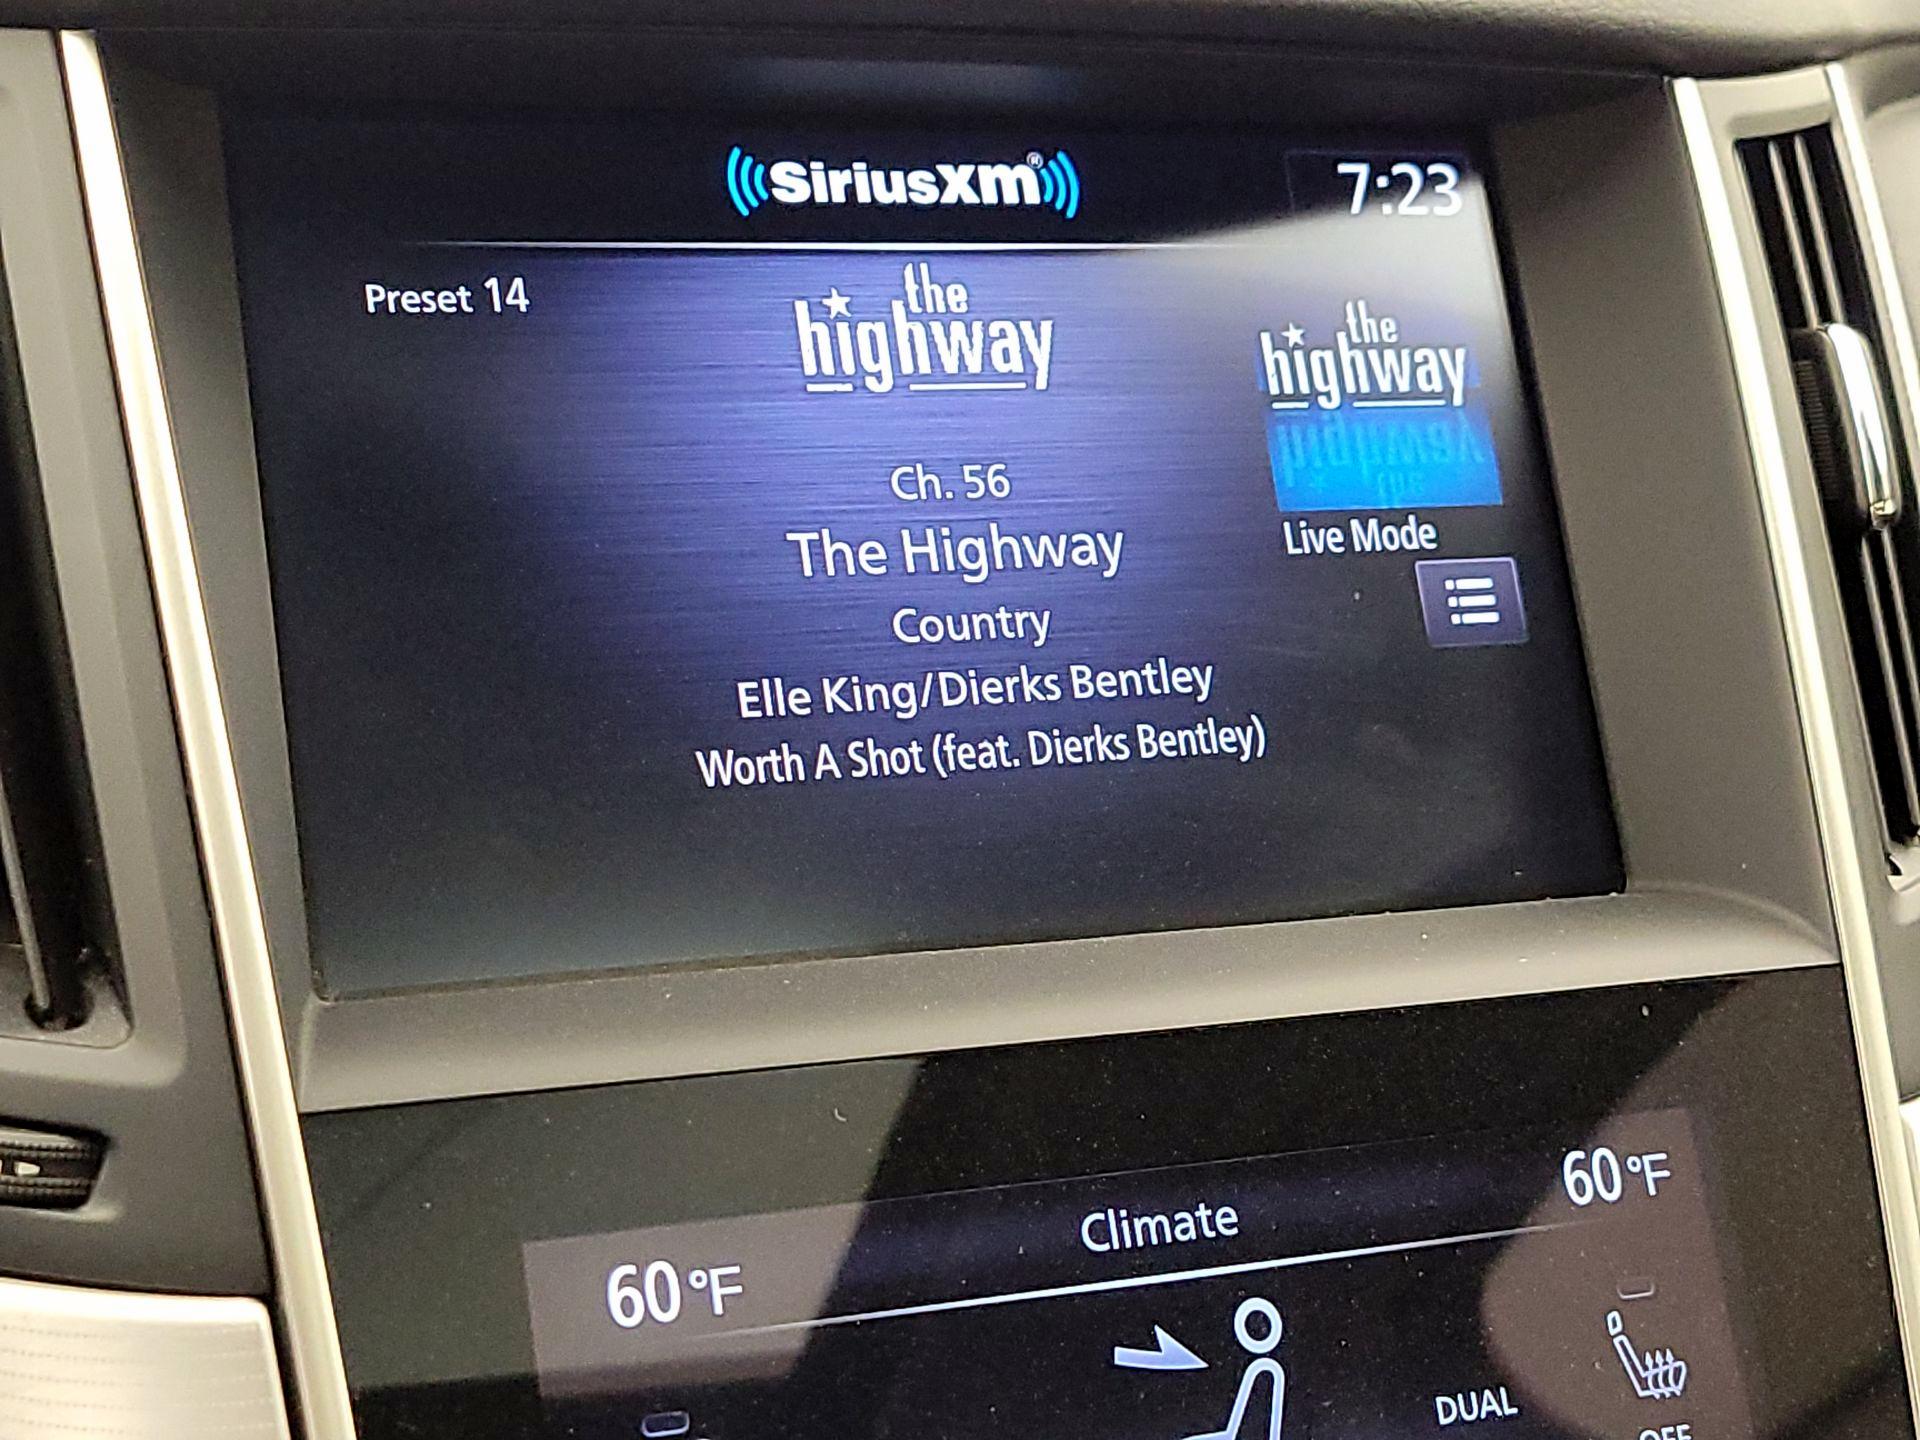 SiriusXM®
7:23
Preset 14
the
highway
the
highway
Ch. 56
The Highway
Live Mode
Country
Elle King/Dierks Bentley
Worth A Shot (feat. Dierks Bentley)
60°F
Climate
60°F
DUAL
OFF